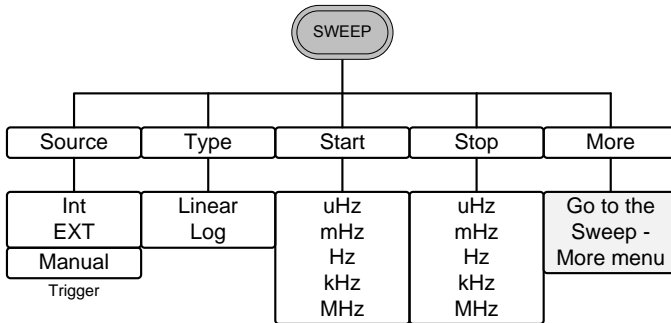 SWEEP
Source
Type
Start
Stop
More
Int
EXT
Manual
Trigger
Linear
Log
uHz
mHz
Hz
kHz
MHz
uHz
mHz
Hz
kHz
MHz
Go to the
Sweep -
More menu